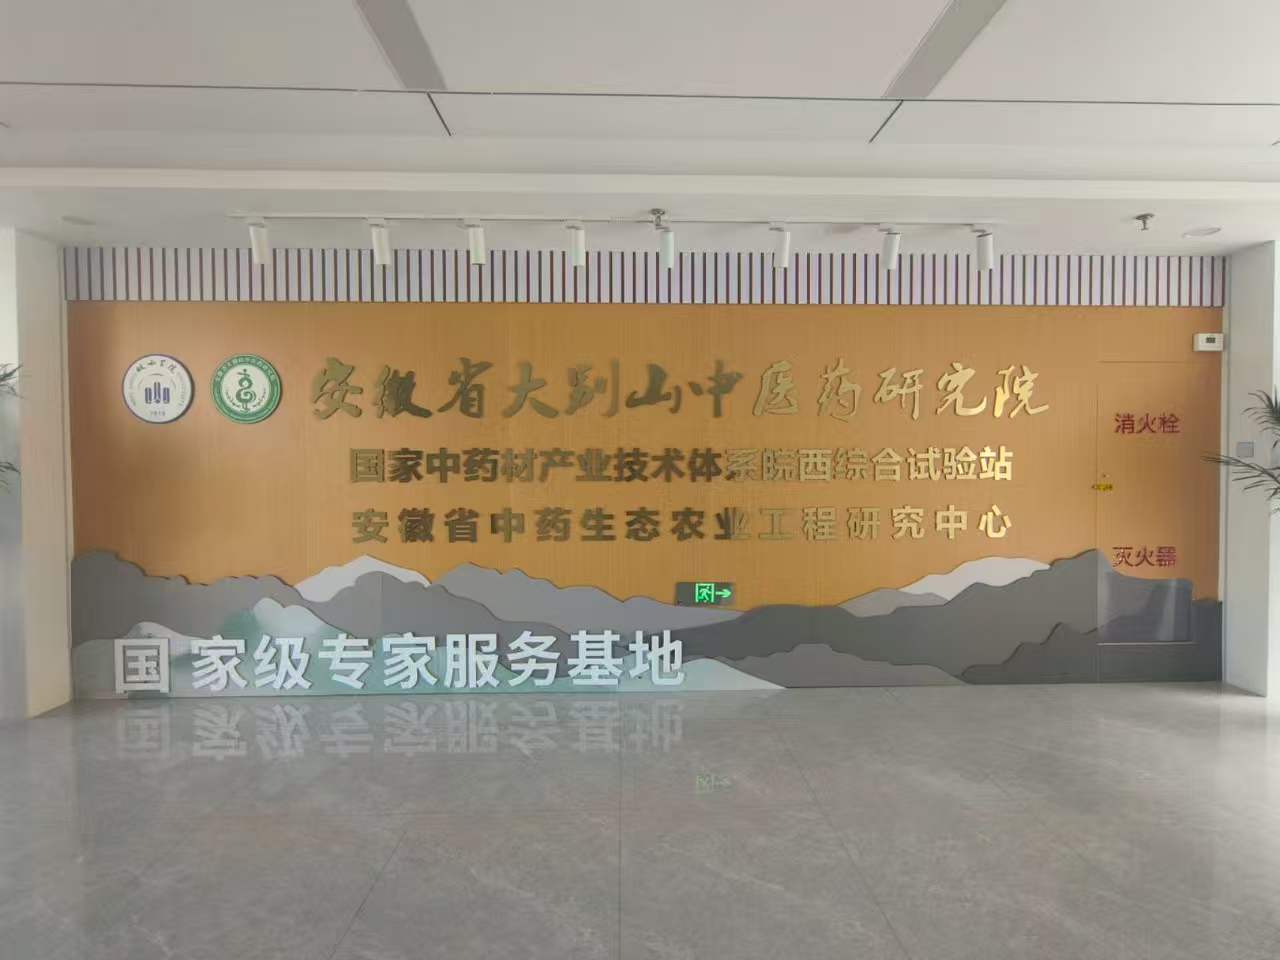 安徽省大别山中医药研究院
国家中药材产业技术体系皖西综合试验站
安徽省中药生态农业工程研究中心
国家级专家服务基地
消火栓
灭火器